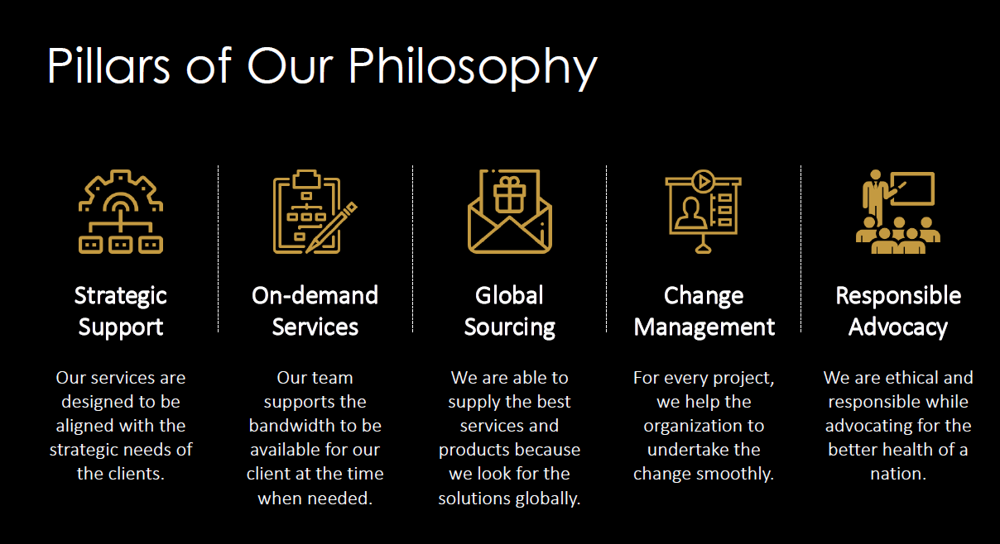 Pillars of Our Philosophy
Strategic
Support
Our services are
designed to be
aligned with the
strategic needs of
the clients.
On-demand
Services
Our team
supports the
bandwidth to be
available for our
client at the time
when needed.
Global
Sourcing
We are able to
supply the best
services and
products because
we look for the
solutions globally.
Change
Management
For every project,
we help the
organization to
undertake the
change smoothly.
Responsible
Advocacy
We are ethical and
responsible while
advocating for the
better health of a
nation.